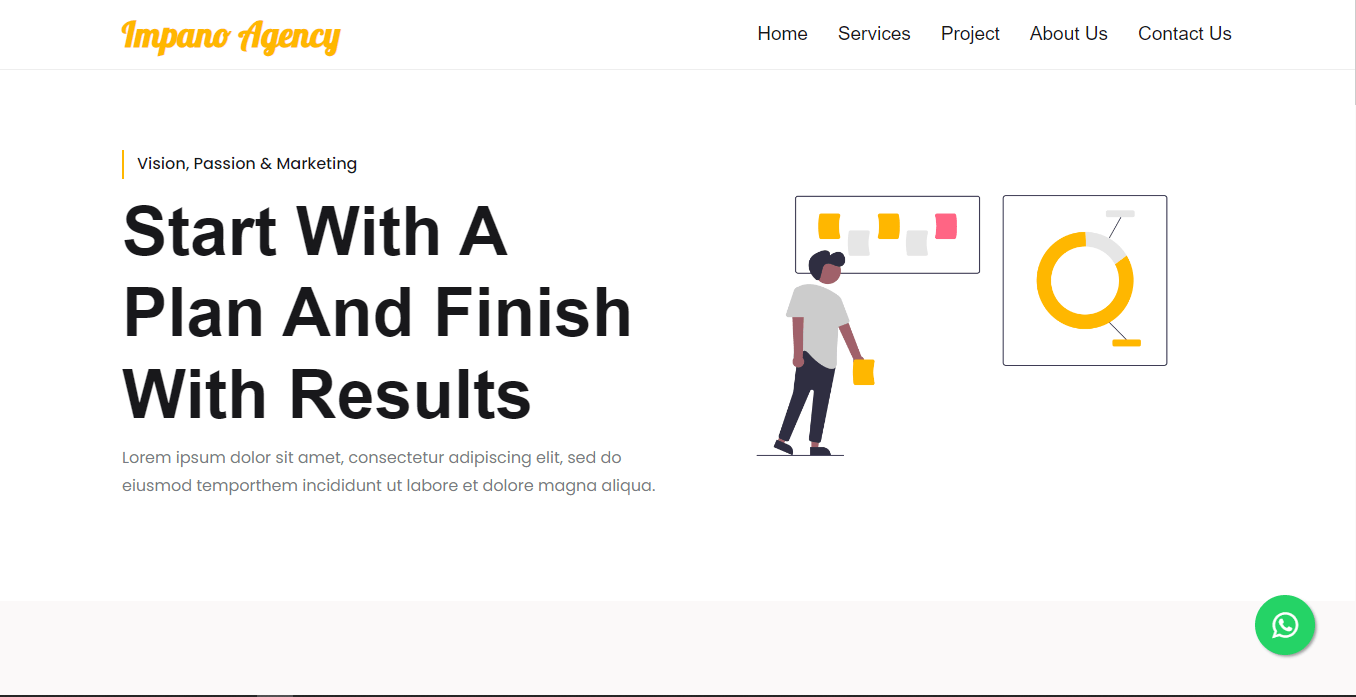 Impano Agency
Home Services Project About Us Contact Us
Vision, Passion & Marketing
Start With A
Plan And Finish
With Results
Lorem ipsum dolor sit amet, consectetur adipiscing elit, sed do
eiusmod temporthem incididunt ut labore et dolore magna aliqua.